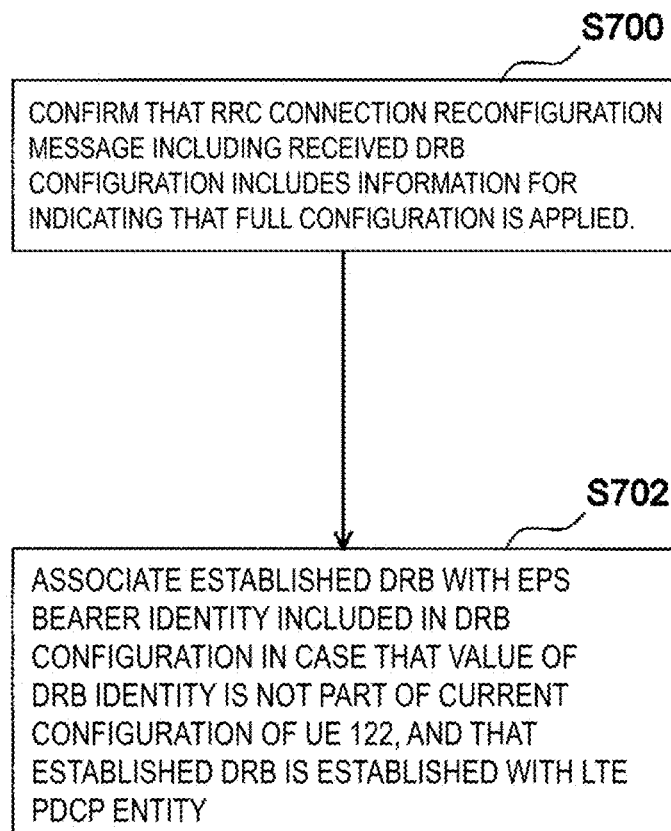 S700
CONFIRM THAT RRC CONNECTION RECONFIGURATION
MESSAGE INCLUDING RECEIVED DRB
CONFIGURATION INCLUDES INFORMATION FOR
INDICATING THAT FULL CONFIGURATION IS APPLIED.
S702
ASSOCIATE ESTABLISHED DRB WITH EPS
BEARER IDENTITY INCLUDED IN DRB
CONFIGURATION IN CASE THAT VALUE OF
DRB IDENTITY IS NOT PART OF CURRENT
CONFIGURATION OF UE 122, AND THAT
ESTABLISHED DRB IS ESTABLISHED WITH LTE
PDCP ENTITY